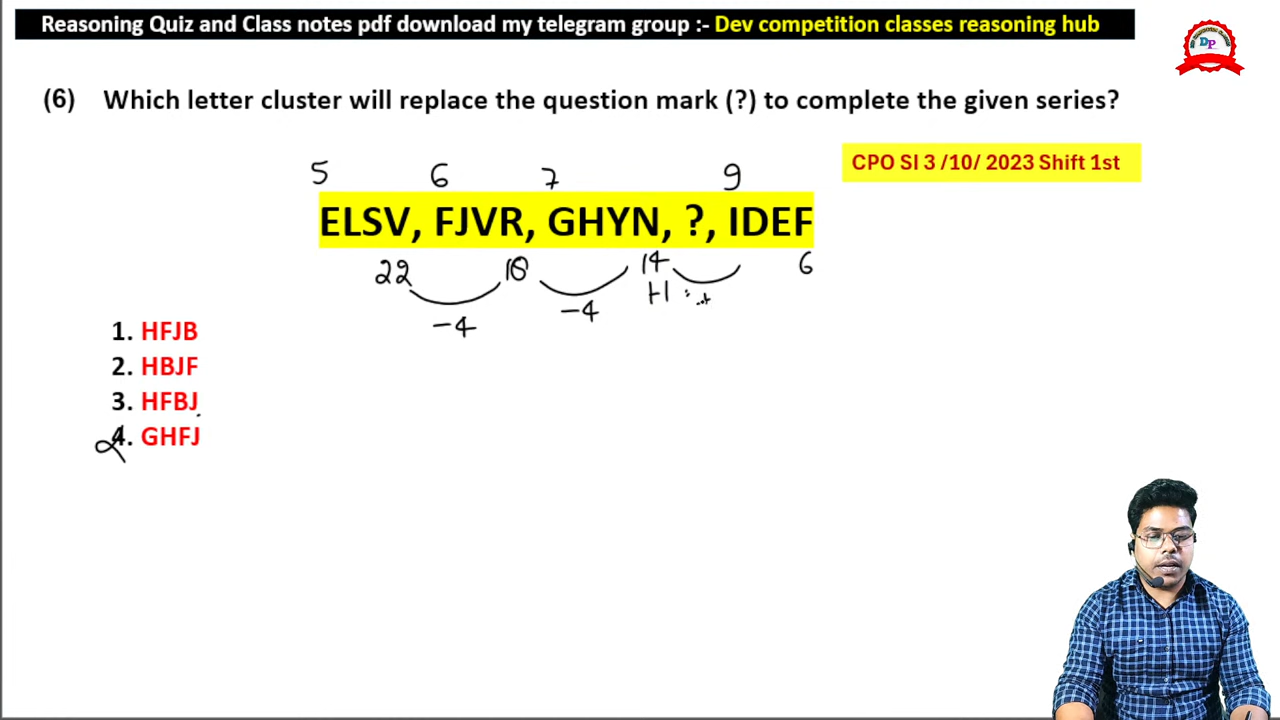 Reasoning Quiz and Class notes pdf download my telegram group :- Dev competition classes reasoning hub
DP
(6) Which letter cluster will replace the question mark (?) to complete the given series?
CPO SI 3 /10/ 2023 Shift 1st
5 6 7 9
ELSV, FJVR, GHYN, ?, IDEF
22 18 14 6
H
-4 -4
1. HFJB
2. HBJF
3. HFBJ
4. GHFJ